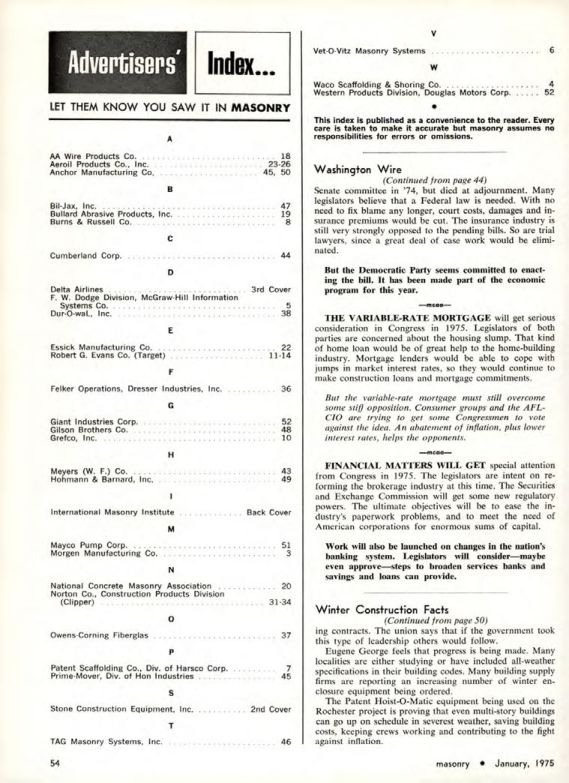 Advertisers' Index...
LET THEM KNOW YOU SAW IT IN MASONRY
A
AA Wire Products Co. . . . . . . . . . . 18
Aeroil Products Co., Inc. . . . . . . . . . . 23-26
Anchor Manufacturing Co. . . . . . . . . . . 45, 50
B
Bil-Jax, Inc. . . . . . . . . . . 47
Bullard Abrasive Products, Inc. . . . . . . . . . . 19
Burns & Russell Co. . . . . . . . . . . 8
C
Cumberland Corp. . . . . . . . . . . 44
D
Delta Airlines . . . . . . . . . . 3rd Cover
F. W. Dodge Division, McGraw-Hill Information
Systems Co. . . . . . . . . . . 5
Dur-O-wal, Inc. . . . . . . . . . . 38
E
Essick Manufacturing Co. . . . . . . . . . . 22
Robert G. Evans Co. (Target) . . . . . . . . . . 11-14
F
Felker Operations, Dresser Industries, Inc. . . . . . . . . . . 36
G
Giant Industries Corp. . . . . . . . . . . 52
Gilson Brothers Co. . . . . . . . . . . 48
Grefco, Inc. . . . . . . . . . . 10
H
Meyers (W. F.) Co. . . . . . . . . . . 43
Hohmann & Barnard, Inc. . . . . . . . . . . 49
I
International Masonry Institute . . . . . . . . . . Back Cover
M
Mayco Pump Corp. . . . . . . . . . . 51
Morgen Manufacturing Co. . . . . . . . . . . 3
N
National Concrete Masonry Association . . . . . . . . . . 20
Norton Co., Construction Products Division
(Clipper) . . . . . . . . . . 31-34
O
Owens-Corning Fiberglas . . . . . . . . . . 37
P
Patent Scaffolding Co., Div. of Harsco Corp. . . . . . . . . . . 7
Prime-Mover, Div. of Hon Industries . . . . . . . . . . 45
S
Stone Construction Equipment, Inc. . . . . . . . . . . 2nd Cover
T
TAG Masonry Systems, Inc. . . . . . . . . . . 46
54
V
Vet-O-Vitz Masonry Systems . . . . . . . . . . 6
W
Waco Scaffolding & Shoring Co. . . . . . . . . . . 4
Western Products Division, Douglas Motors Corp. . . . . . 52
•
This index is published as a convenience to the reader. Every
care is taken to make it accurate but masonry assumes no
responsibilities for errors or omissions.
Washington Wire
(Continued from page 44)
Senate committee in '74, but died at adjournment. Many
legislators believe that a Federal law is needed. With no
need to fix blame any longer, court costs, damages and in-
surance premiums would be cut. The insurance industry is
still very strongly opposed to the pending bills. So are trial
lawyers, since a great deal of case work would be elimi-
nated.
But the Democratic Party seems committed to enact-
ing the bill. It has been made part of the economic
program for this year.
—mcaa—
THE VARIABLE-RATE MORTGAGE will get serious
consideration in Congress in 1975. Legislators of both
parties are concerned about the housing slump. That kind
of home loan would be of great help to the home-building
industry. Mortgage lenders would be able to cope with
jumps in market interest rates, so they would continue to
make construction loans and mortgage commitments.
But the variable-rate mortgage must still overcome
some stiff opposition. Consumer groups and the AFL-
CIO are trying to get some Congressmen to vote
against the idea. An abatement of inflation, plus lower
interest rates, helps the opponents.
—mcaa—
FINANCIAL MATTERS WILL GET special attention
from Congress in 1975. The legislators are intent on re-
forming the brokerage industry at this time. The Securities
and Exchange Commission will get some new regulatory
powers. The ultimate objectives will be to ease the in-
dustry's paperwork problems, and to meet the need of
American corporations for enormous sums of capital.
Work will also be launched on changes in the nation's
banking system. Legislators will consider—maybe
even approve—steps to broaden services banks and
savings and loans can provide.
Winter Construction Facts
(Continued from page 50)
ing contracts. The union says that if the government took
this type of leadership others would follow.
Eugene George feels that progress is being made. Many
localities are either studying or have included all-weather
specifications in their building codes. Many building supply
firms are reporting an increasing number of winter en-
closure equipment being ordered.
The Patent Hoist-O-Matic equipment being used on the
Rochester project is proving that even multi-story buildings
can go up on schedule in severest weather, saving building
costs, keeping crews working and contributing to the fight
against inflation.
masonry • January, 1975